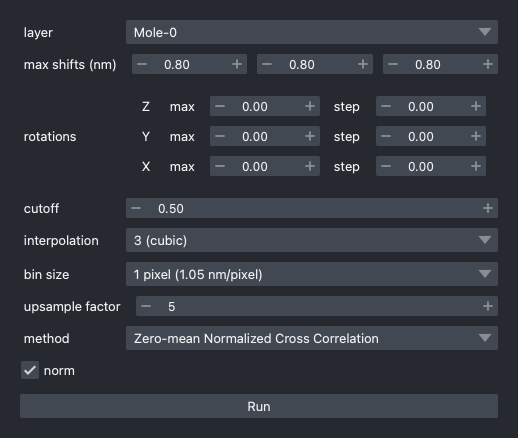 layer Mole-0
max shifts (nm) − 0.80 + − 0.80 + − 0.80 +
Z max − 0.00 + step − 0.00 +
rotations Y max − 0.00 + step − 0.00 +
X max − 0.00 + step − 0.00 +
cutoff − 0.50 +
interpolation 3 (cubic)
bin size 1 pixel (1.05 nm/pixel)
upsample factor − 5 +
method Zero-mean Normalized Cross Correlation
norm
Run